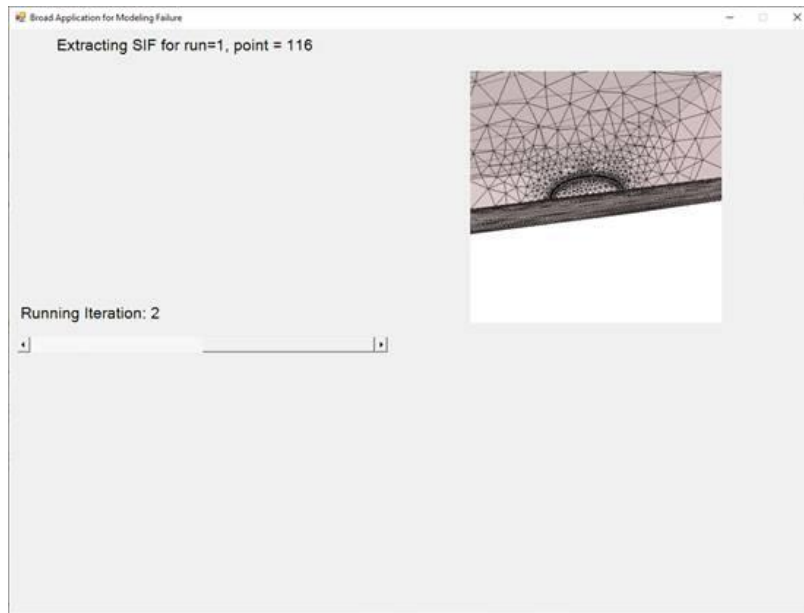 Broad Application for Modeling Failure
Extracting SIF for run=1, point = 116
Running Iteration: 2